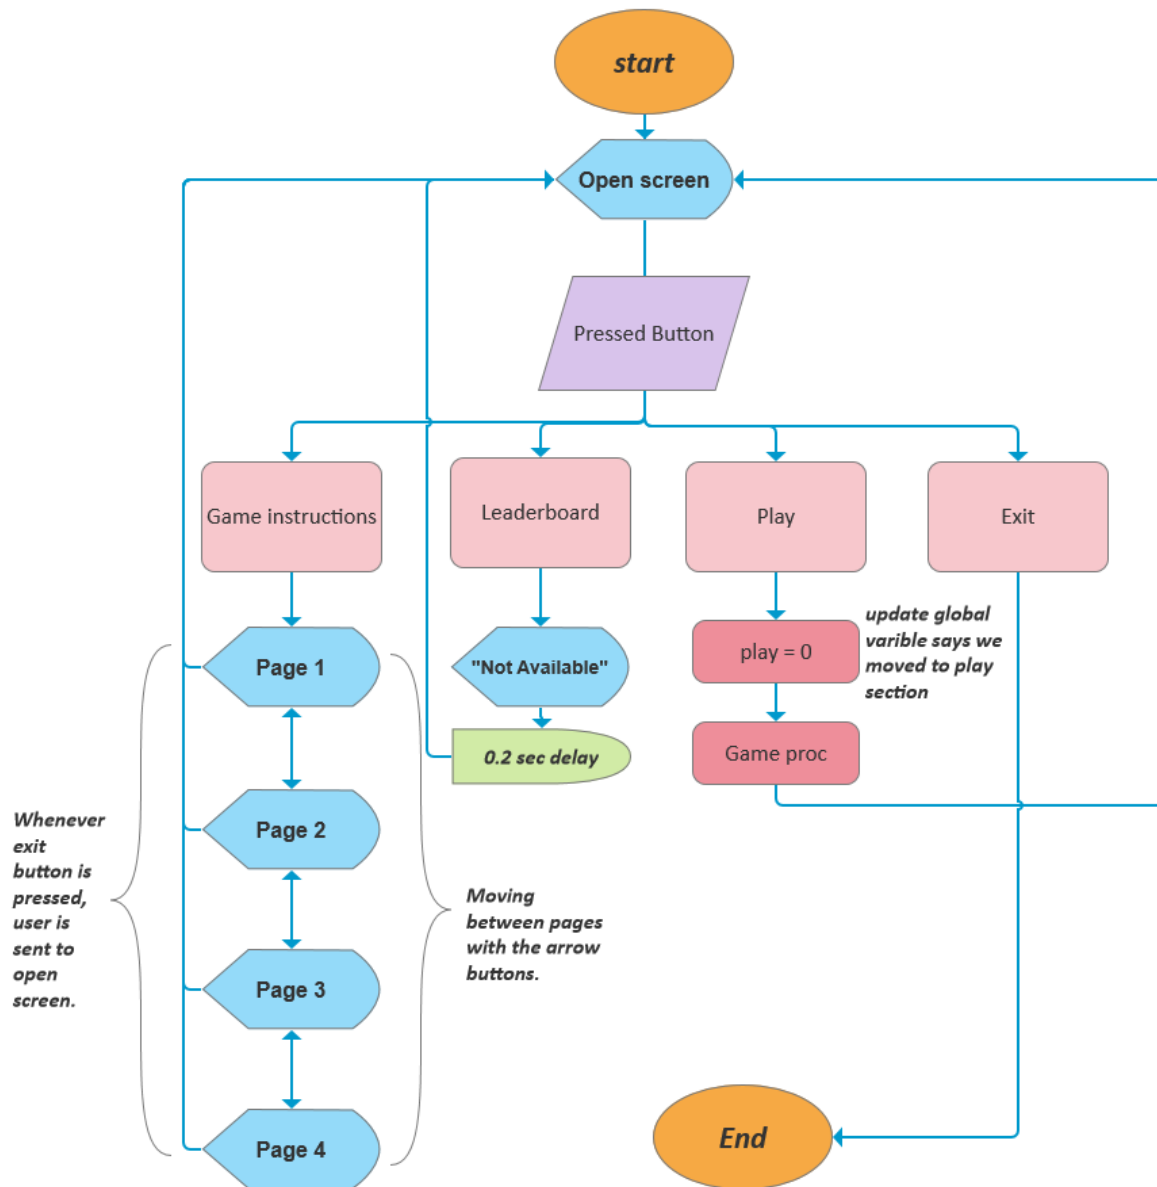 start
Open screen
Pressed Button
Game instructions
Leaderboard
Play
Exit
Page 1
"Not Available"
play = 0
update global
varible says we
moved to play
section
0.2 sec delay
Game proc
Page 2
Whenever
exit
button is
pressed,
user is
sent to
open
screen.
Moving
between pages
with the arrow
buttons.
Page 3
Page 4
End